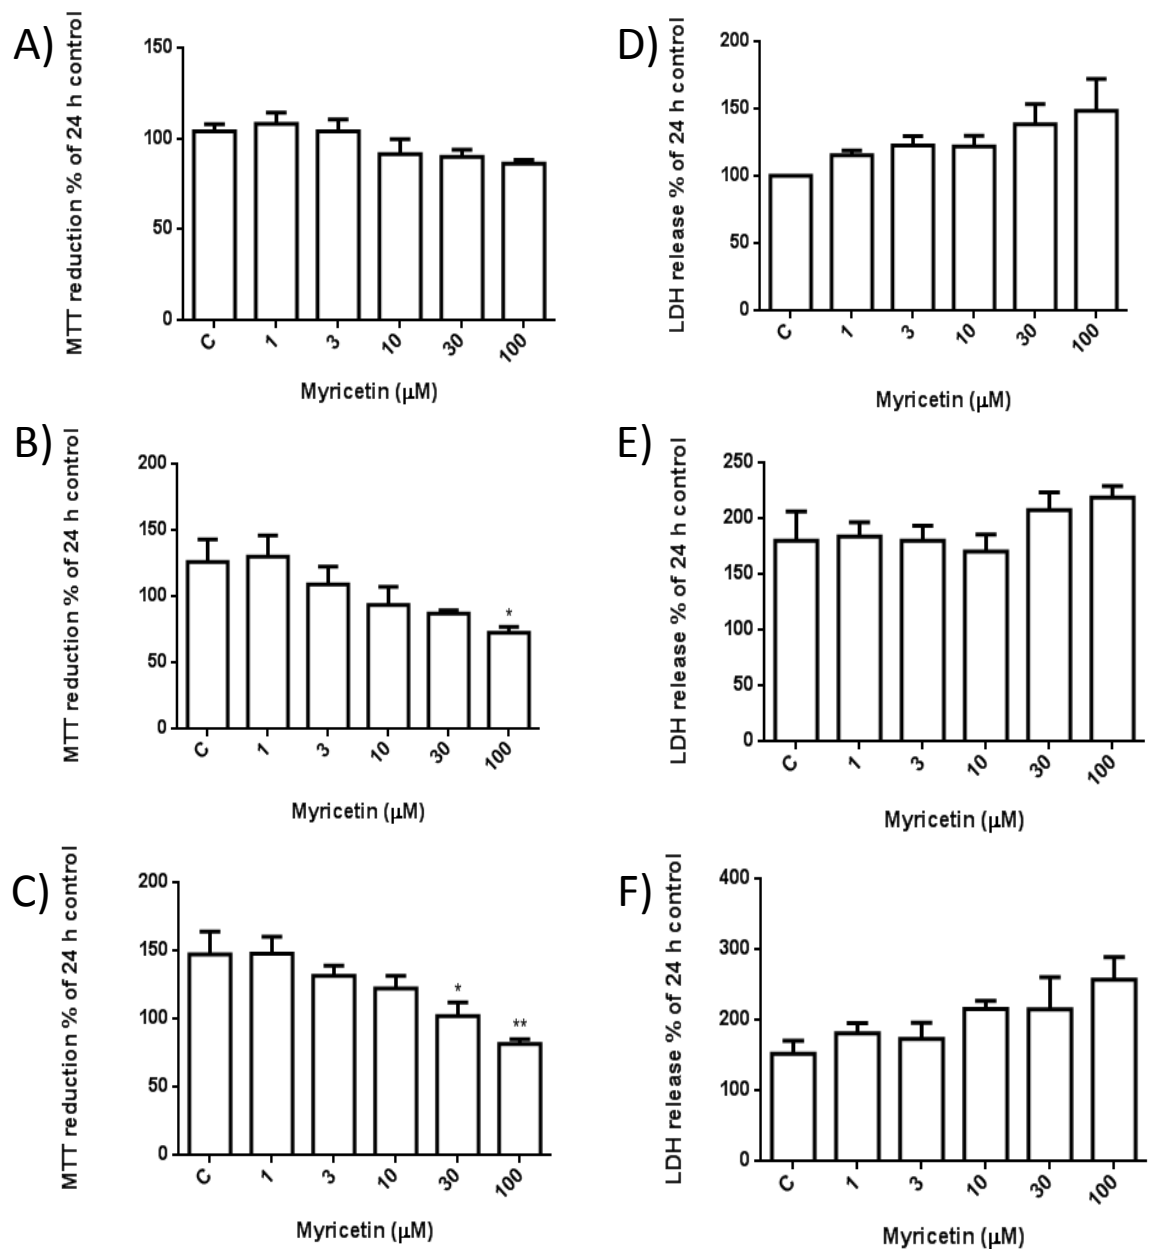 A)
MTT reduction % of 24 h control
150
100
50
0
C 1 3 10 30 100
Myricetin (μM)
D)
LDH release % of 24 h control
200
150
100
50
0
C 1 3 10 30 100
Myricetin (μM)
B)
MTT reduction % of 24 h control
200
150
100
50
0
*
C 1 3 10 30 100
Myricetin (μM)
E)
LDH release % of 24 h control
250
200
150
100
50
0
C 1 3 10 30 100
Myricetin (μM)
C)
MTT reduction % of 24 h control
200
150
100
50
0
*
**
C 1 3 10 30 100
Myricetin (μM)
F)
LDH release % of 24 h control
400
300
200
100
0
C 1 3 10 30 100
Myricetin (μM)